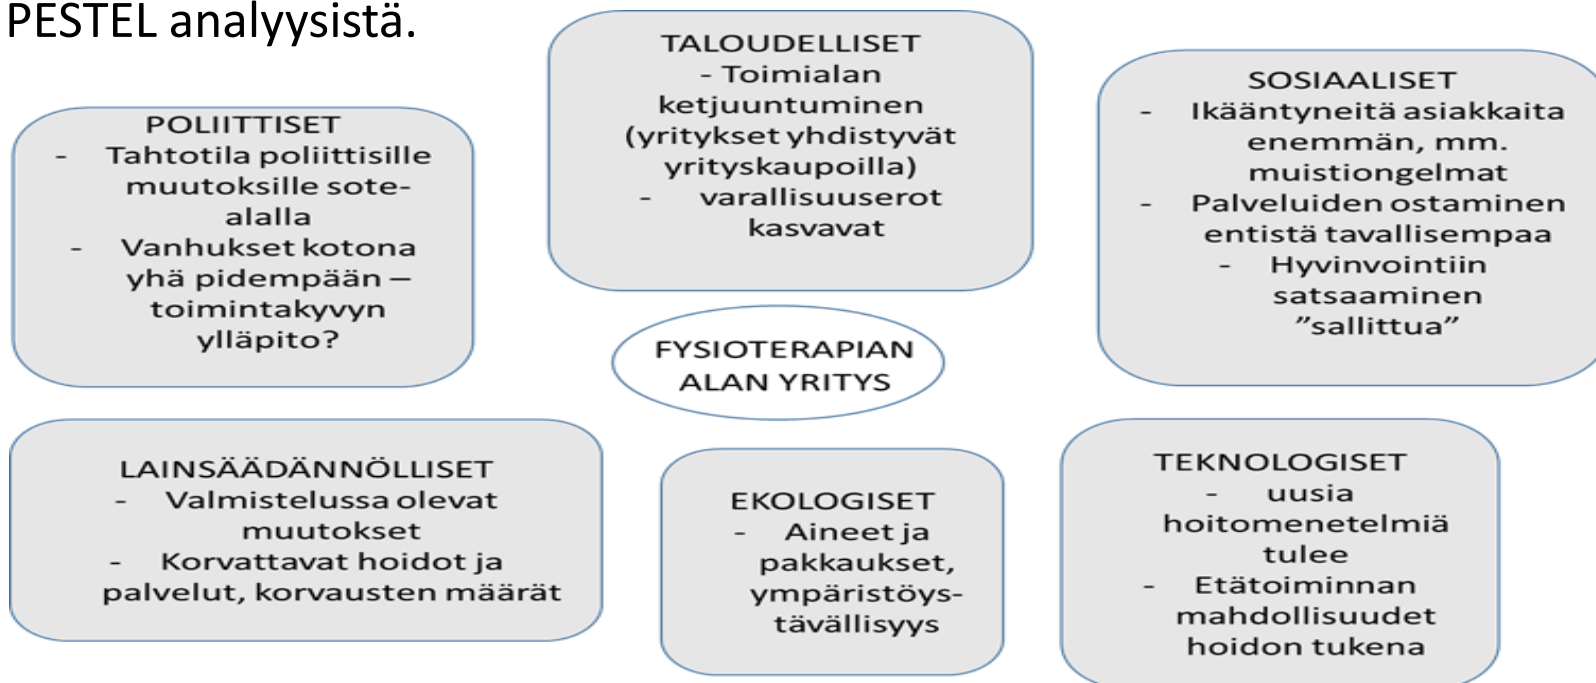 PESTEL analyysistä.
POLIITTISET
- Tahtotila poliittisille
muutoksille sote-
alalla
- Vanhukset kotona
yhä pidempään –
toimintakyvyn
ylläpito?
TALOUDELLISET
- Toimialan
ketjuuntuminen
(yritykset yhdistyvät
yrityskaupoilla)
- varallisuuserot
kasvavat
SOSIAALISET
- Ikääntyneitä asiakkaita
enemmän, mm.
muistiongelmat
- Palveluiden ostaminen
entistä tavallisempaa
- Hyvinvointiin
satsaaminen
”sallittua”
FYSIOTERAPIAN
ALAN YRITYS
LAINSÄÄDÄNNÖLLISET
- Valmistelussa olevat
muutokset
- Korvattavat hoidot ja
palvelut, korvausten määrät
EKOLOGISET
- Aineet ja
pakkaukset,
ympäristöys-
tävällisyys
TEKNOLOGISET
- uusia
hoitomenetelmiä
tulee
- Etätoiminnan
mahdollisuudet
hoidon tukena